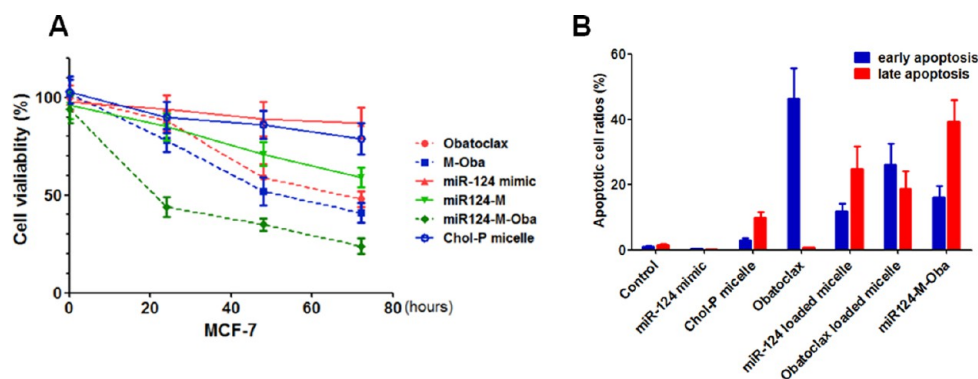 A
Cell vialiablity (%)
100
50
0
0
20
40
60
80
(hours)
MCF-7
Obatoclax
M-Oba
miR-124 mimic
miR124-M
miR124-M-Oba
Chol-P micelle
B
Apoptotic cell ratios (%)
60
40
20
0
early apoptosis
late apoptosis
Control
miR-124 mimic
Chol-P micelle
Obatoclax
miR-124 loaded micelle
Obatoclax loaded micelle
miR124-M-Oba